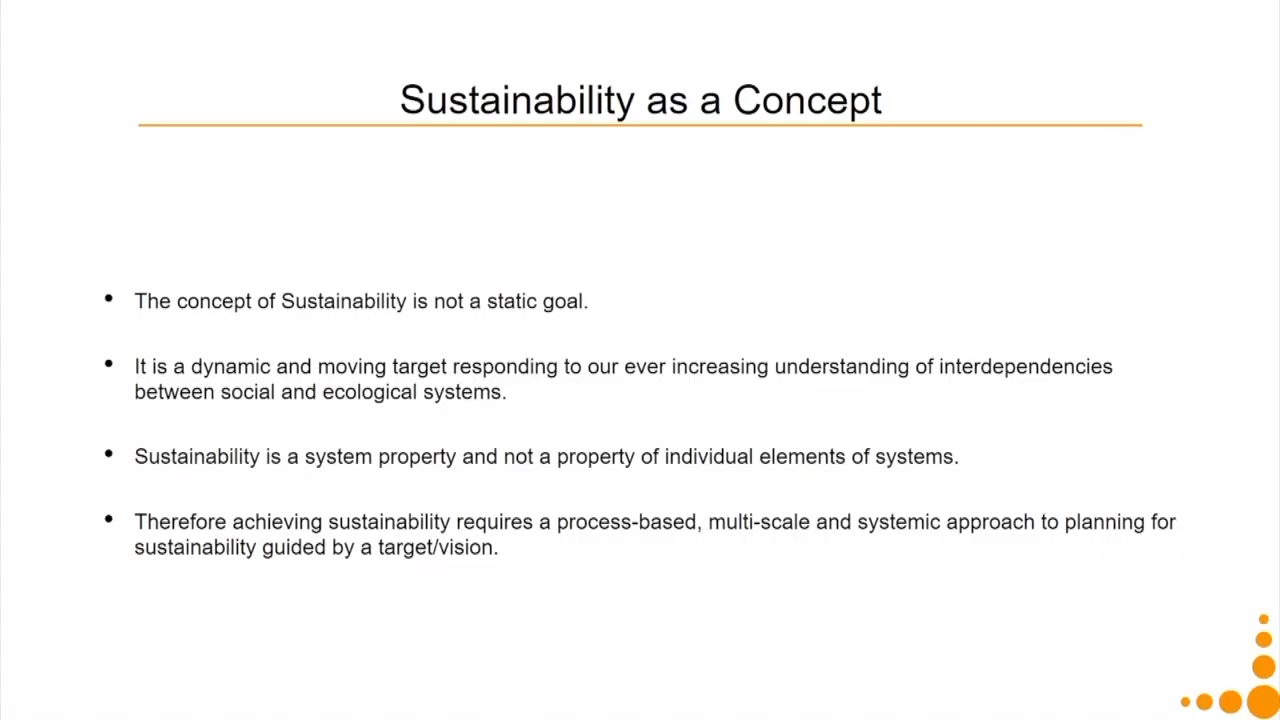 Sustainability as a Concept
• The concept of Sustainability is not a static goal.
• It is a dynamic and moving target responding to our ever increasing understanding of interdependencies
between social and ecological systems.
• Sustainability is a system property and not a property of individual elements of systems.
• Therefore achieving sustainability requires a process-based, multi-scale and systemic approach to planning for
sustainability guided by a target/vision.